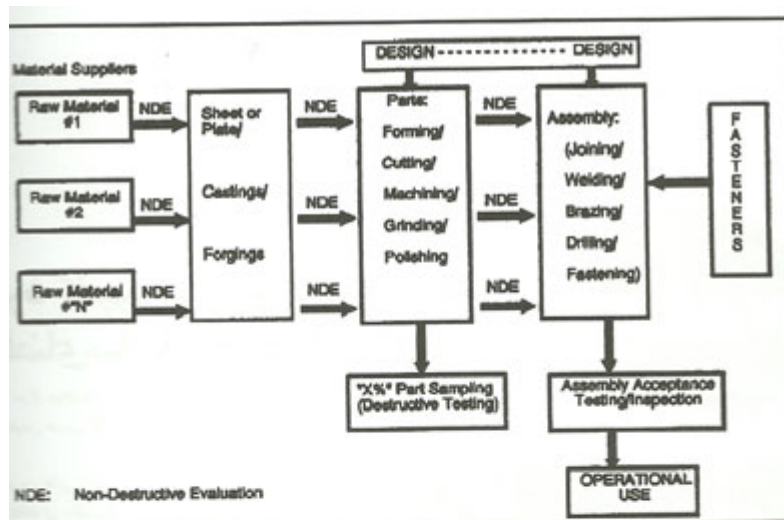 DESIGN - - - - - - - - - - - - - - DESIGN
Material Suppliers
Raw Material
#1
NDE
Sheet or
Plate/
Castings/
Forgings
NDE
Parts:
Forming/
Cutting/
Machining/
Grinding/
Polishing
NDE
Assembly:
(Joining/
Welding/
Brazing/
Drilling/
Fastening)
FASTENERS
Raw Material
#2
NDE
NDE
NDE
Raw Material
#"N"
NDE
NDE
NDE
"X%" Part Sampling
(Destructive Testing)
Assembly Acceptance
Testing/Inspection
OPERATIONAL
USE
NDE: Non-Destructive Evaluation